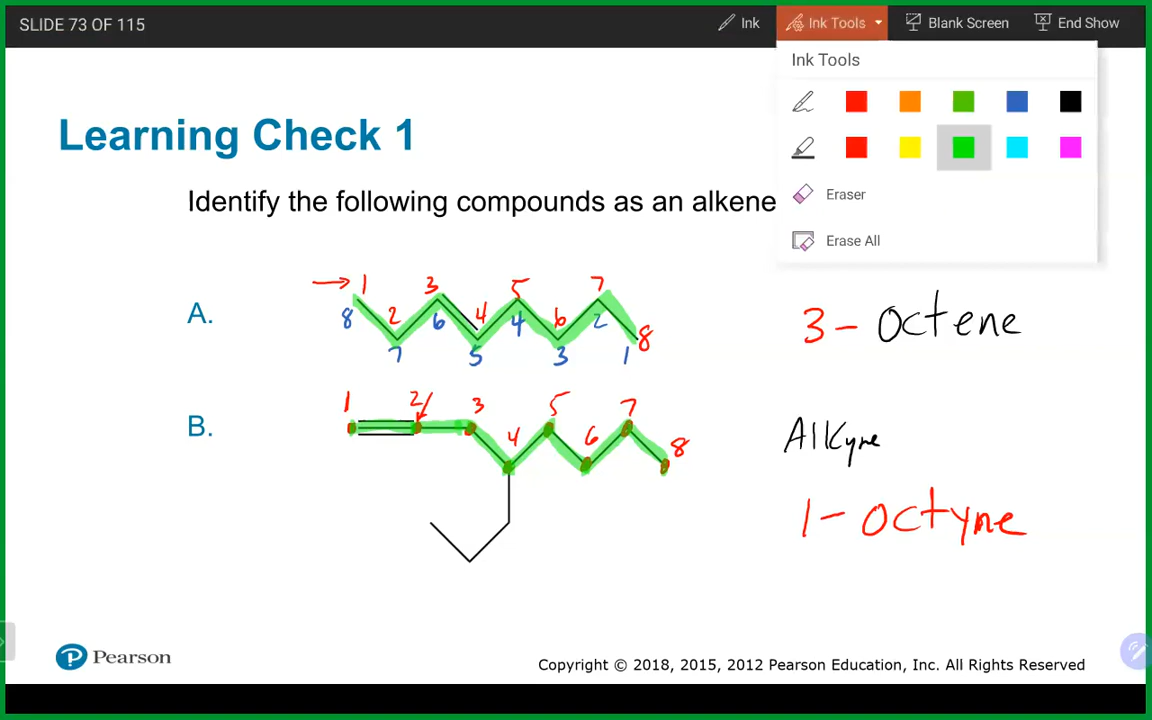 SLIDE 73 OF 115
Ink
Ink Tools
Blank Screen
End Show
Ink Tools
Learning Check 1
Eraser
Identify the following compounds as an alkene
Erase All
1 3 5 7
A.
8 2 6 4 4 6 2 8
7 5 3 1
3 - Octene
1 2 3 5 7
B.
4 6 8
Alkyne
1 - Octyne
Pearson
Copyright © 2018, 2015, 2012 Pearson Education, Inc. All Rights Reserved